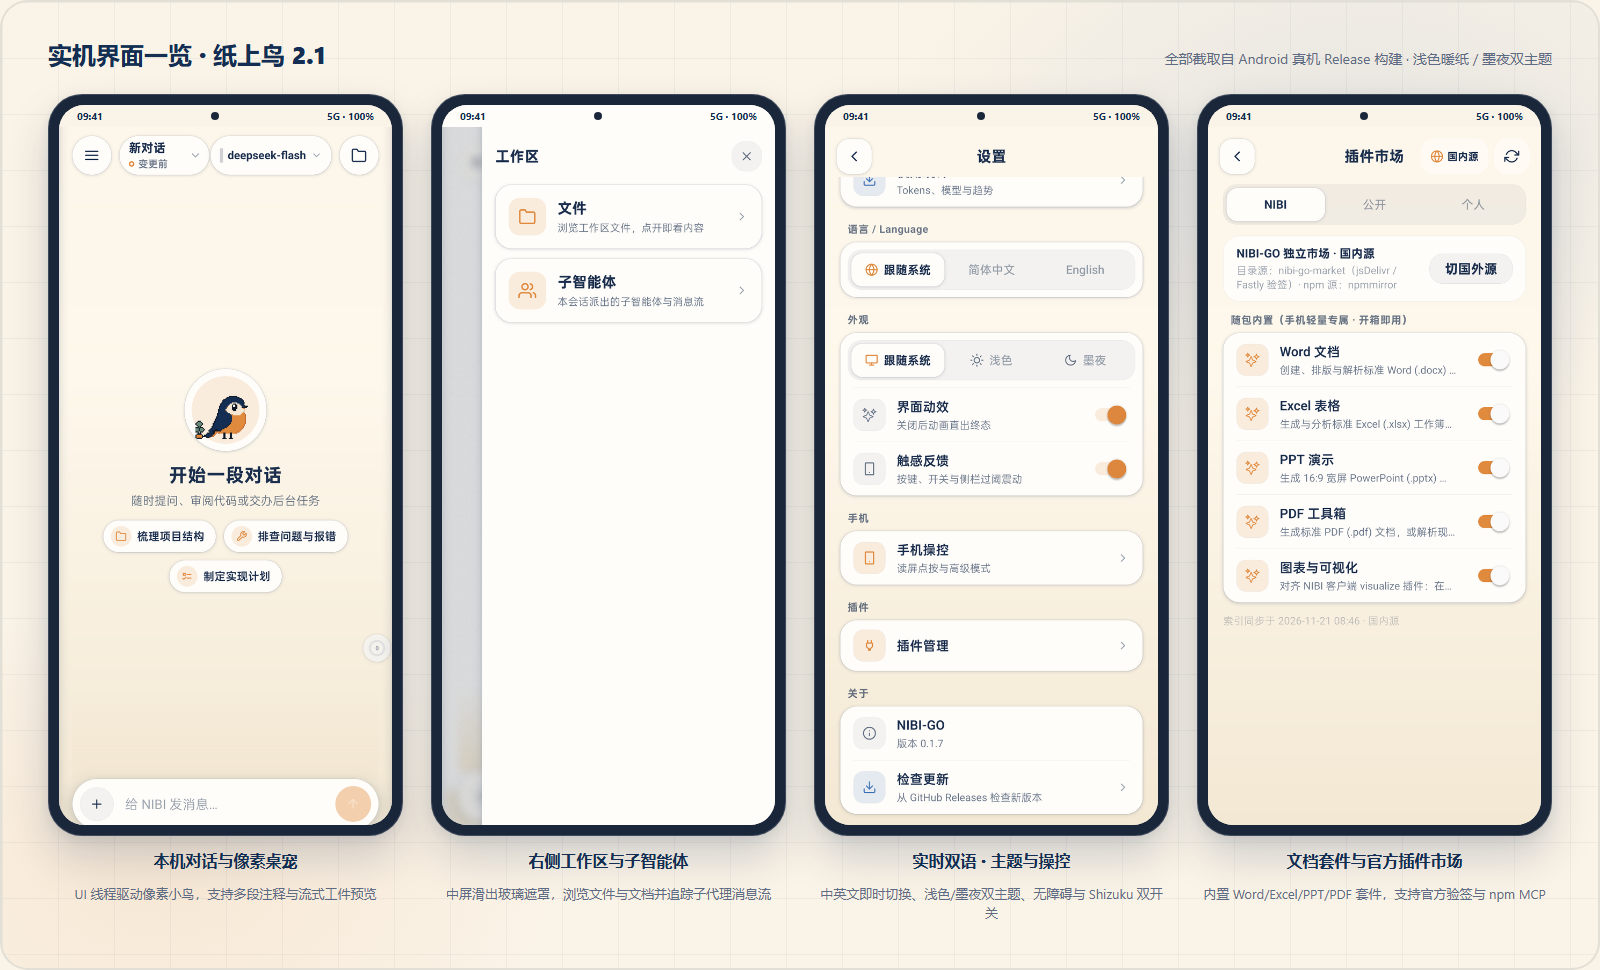 实机界面一览 · 纸上鸟 2.1
全部截取自 Android 真机 Release 构建 · 浅色暖纸 / 墨夜双主题
09:41
5G · 100%
新对话
变更前
deepseek-flash
开始一段对话
随时提问、审阅代码或交办后台任务
梳理项目结构
排查问题与报错
制定实现计划
给 NIBI 发消息...
本机对话与像素桌宠
UI 线程驱动像素小鸟，支持多段注释与流式工件预览
09:41
5G · 100%
工作区
文件
浏览工作区文件，点开即看内容
子智能体
本会话派出的子智能体与消息流
右侧工作区与子智能体
中屏滑出玻璃遮罩，浏览文件与文档并追踪子代理消息流
09:41
5G · 100%
设置
Tokens、模型与趋势
语言 / Language
跟随系统
简体中文
English
外观
跟随系统
浅色
墨夜
界面动效
关闭后动画直出终态
触感反馈
按键、开关与侧栏过阈震动
手机
手机操控
读屏点按与高级模式
插件
插件管理
关于
NIBI-GO
版本 0.1.7
检查更新
从 GitHub Releases 检查新版本
实时双语 · 主题与操控
中英文即时切换、浅色/墨夜双主题、无障碍与 Shizuku 双开
关
09:41
5G · 100%
插件市场
国内源
NIBI
公开
个人
NIBI-GO 独立市场 · 国内源
目录源：nibi-go-market（jsDelivr /
Fastly 验签）· npm 源：npmmirror
切国外源
随包内置（手机轻量专属 · 开箱即用）
Word 文档
创建、排版与解析标准 Word (.docx) ...
Excel 表格
生成与分析标准 Excel (.xlsx) 工作簿...
PPT 演示
生成 16:9 宽屏 PowerPoint (.pptx) ...
PDF 工具箱
生成标准 PDF (.pdf) 文档，或解析现...
图表与可视化
对齐 NIBI 客户端 visualize 插件：在...
索引同步于 2026-11-21 08:46 · 国内源
文档套件与官方插件市场
内置 Word/Excel/PPT/PDF 套件，支持官方验签与 npm MCP